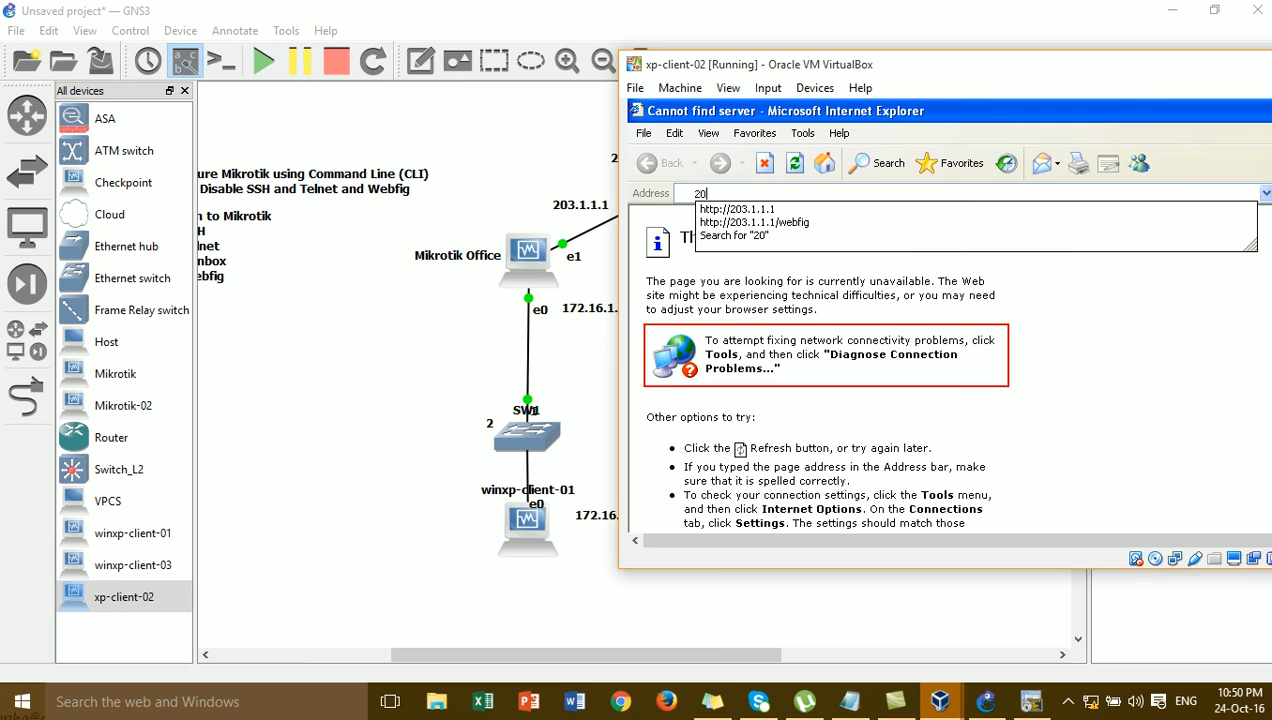 Unsaved project* — GNS3
File Edit View Control Device Annotate Tools Help
All devices
ASA
ATM switch
Checkpoint
Cloud
Ethernet hub
Ethernet switch
Frame Relay switch
Host
Mikrotik
Mikrotik-02
Router
Switch_L2
VPCS
winxp-client-01
winxp-client-03
xp-client-02
ure Mikrotik using Command Line (CLI)
Disable SSH and Telnet and Webfig
n to Mikrotik
H
lnet
nbox
ebfig
203.1.1.1
2
Mikrotik Office
e1
e0
172.16.1.
SW1
2
winxp-client-01
e0
172.16.
xp-client-02 [Running] - Oracle VM VirtualBox
File Machine View Input Devices Help
Cannot find server - Microsoft Internet Explorer
File Edit View Favorites Tools Help
Back Search Favorites
Address 20
http://203.1.1.1
http://203.1.1.1/webfig
Search for "20"
Th
The page you are looking for is currently unavailable. The Web
site might be experiencing technical difficulties, or you may need
to adjust your browser settings.
To attempt fixing network connectivity problems, click
Tools, and then click "Diagnose Connection
Problems..."
Other options to try:
• Click the Refresh button, or try again later.
• If you typed the page address in the Address bar, make
sure that it is spelled correctly.
• To check your connection settings, click the Tools menu,
and then click Internet Options. On the Connections
tab, click Settings. The settings should match those
Search the web and Windows
ENG
10:50 PM
24-Oct-16